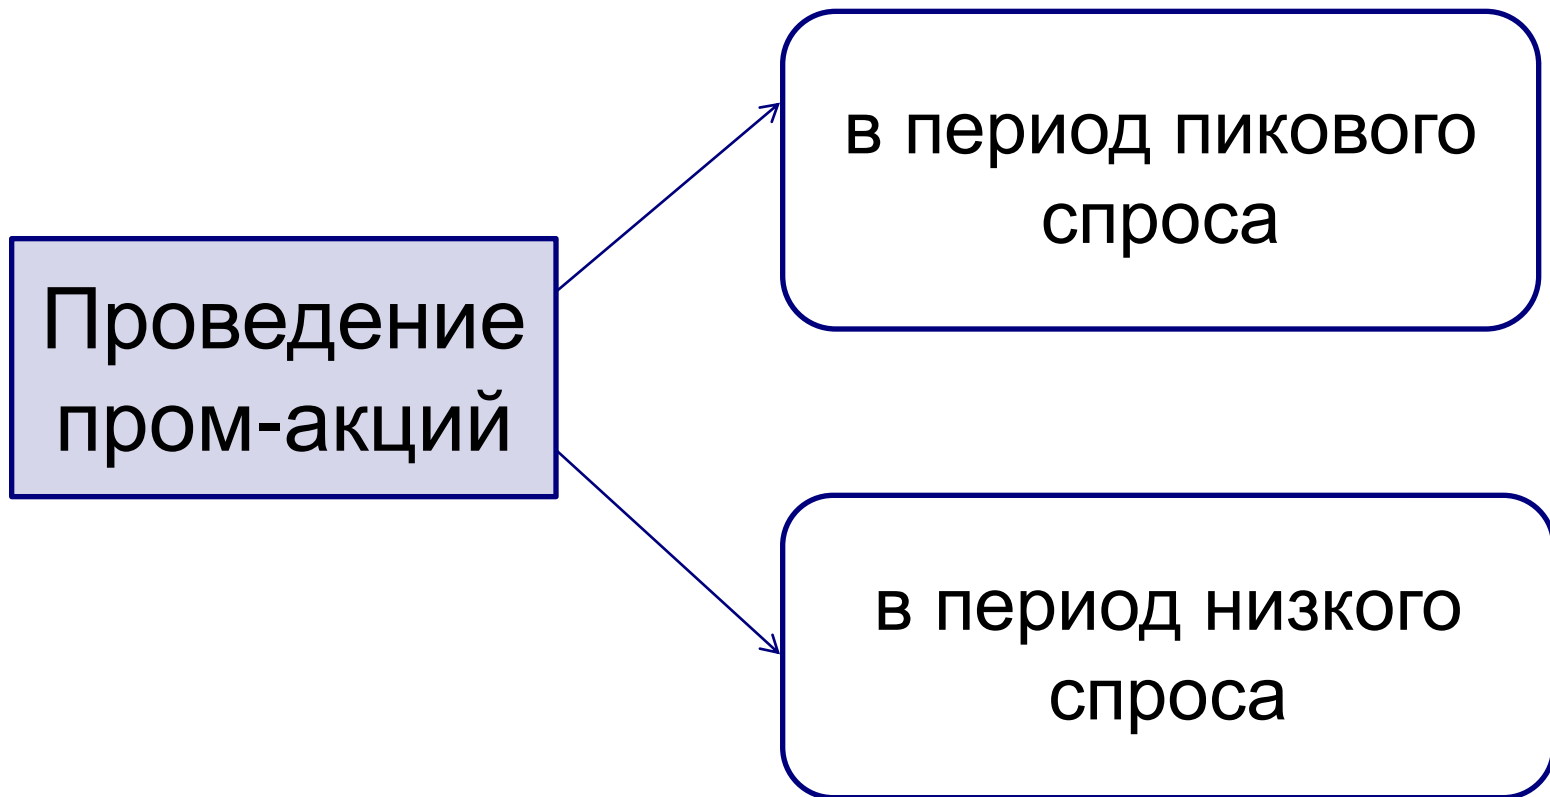 в период пикового
спроса
Проведение
пром-акций
в период низкого
спроса